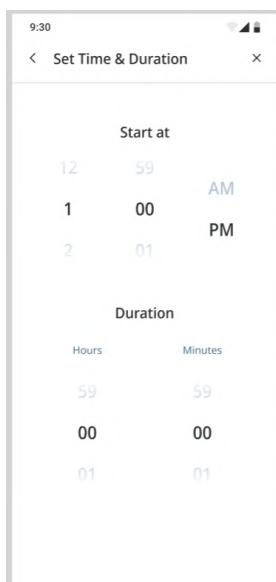 9:30
Set Time & Duration
Start at
12 59
AM
1 00
PM
2 01
Duration
Hours Minutes
59 59
00 00
01 01